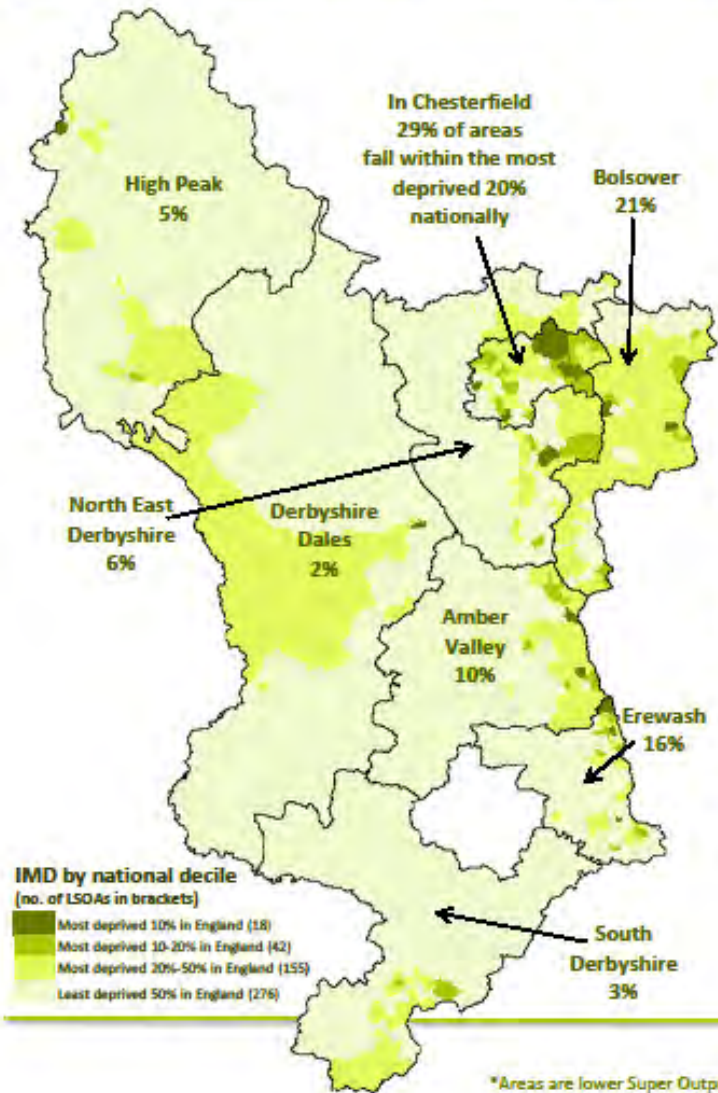 In Chesterfield
29% of areas
fall within the most
deprived 20%
nationally
Bolsover
21%
High Peak
5%
North East
Derbyshire
6%
Derbyshire
Dales
2%
Amber
Valley
10%
Erewash
16%
IMD by national decile
(no. of LSOAs in brackets)
Most deprived 10% in England (18)
Most deprived 10-20% in England (42)
Most deprived 20%-50% in England (155)
Least deprived 50% in England (276)
South
Derbyshire
3%
*Areas are lower Super Outp